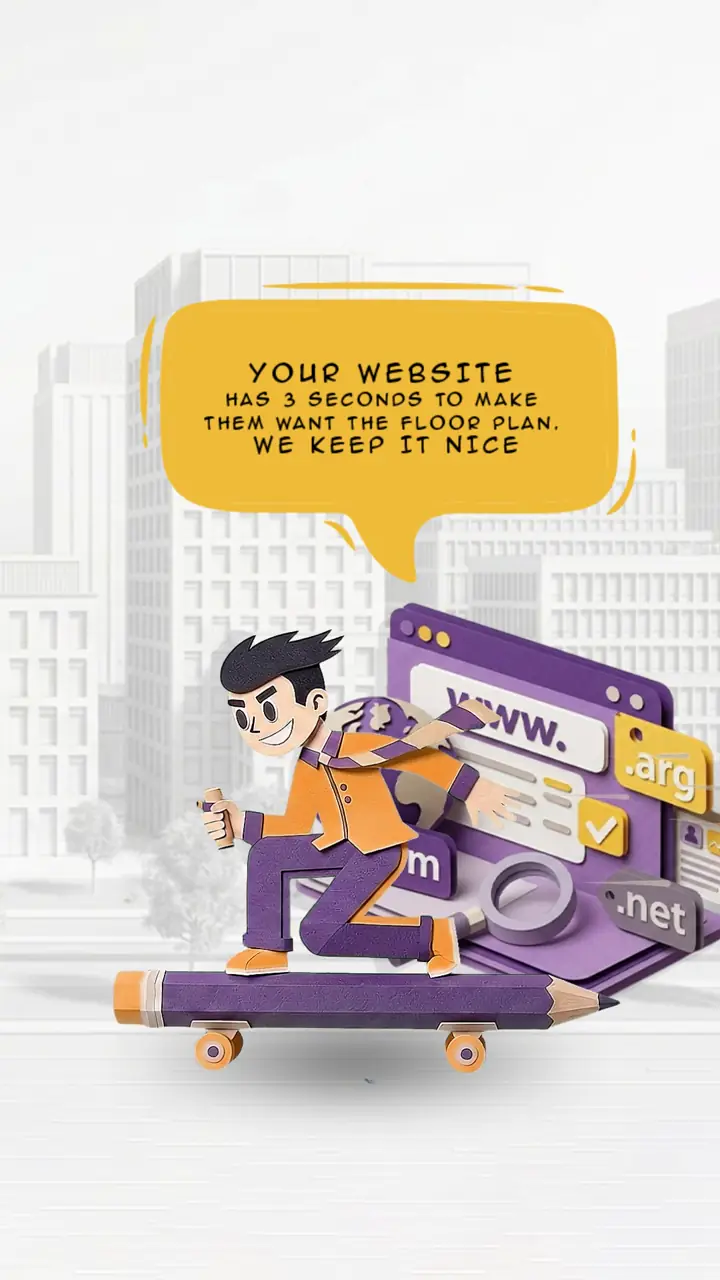 YOUR WEBSITE
HAS 3 SECONDS TO MAKE
THEM WANT THE FLOOR PLAN.
WE KEEP IT NICE
www.
.arg
m
.net